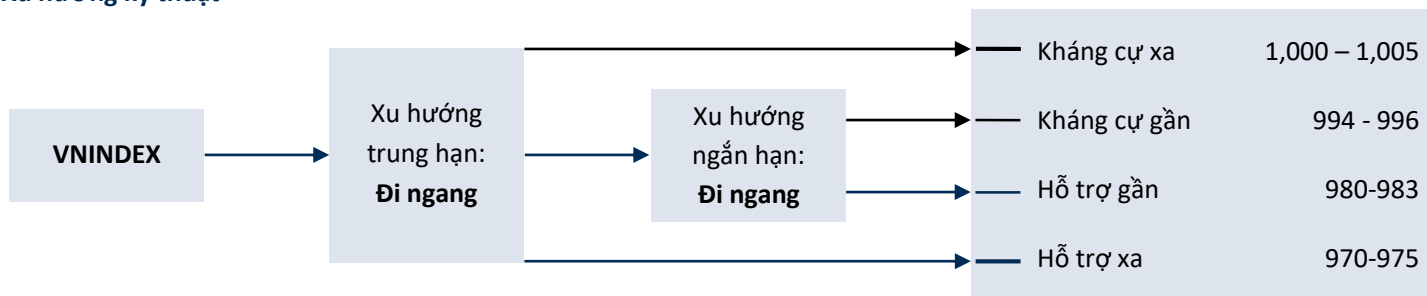 VNINDEX
Xu hướng
trung hạn:
Đi ngang
Xu hướng
ngắn hạn:
Đi ngang
Kháng cự xa 1,000 – 1,005
Kháng cự gần 994 - 996
Hỗ trợ gần 980-983
Hỗ trợ xa 970-975